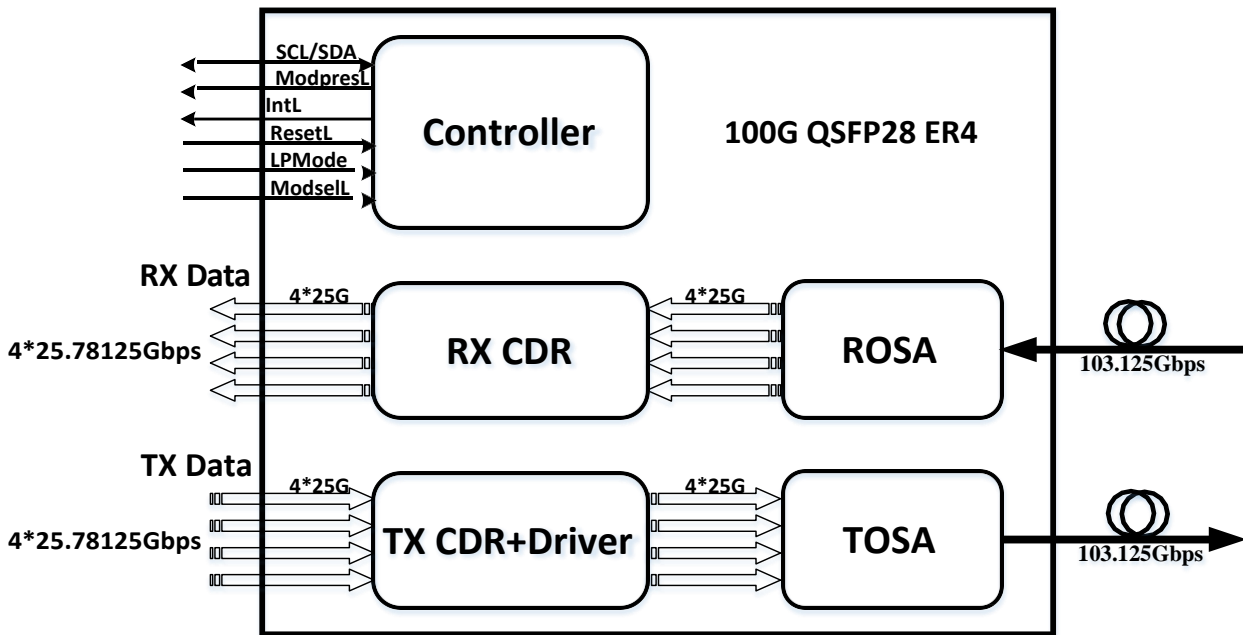 SCL/SDA
ModpresL
IntL
ResetL
LPMode
ModselL
Controller
100G QSFP28 ER4
RX Data
4*25G
4*25G
4*25.78125Gbps
RX CDR
ROSA
103.125Gbps
TX Data
4*25G
4*25G
4*25.78125Gbps
TX CDR+Driver
TOSA
103.125Gbps